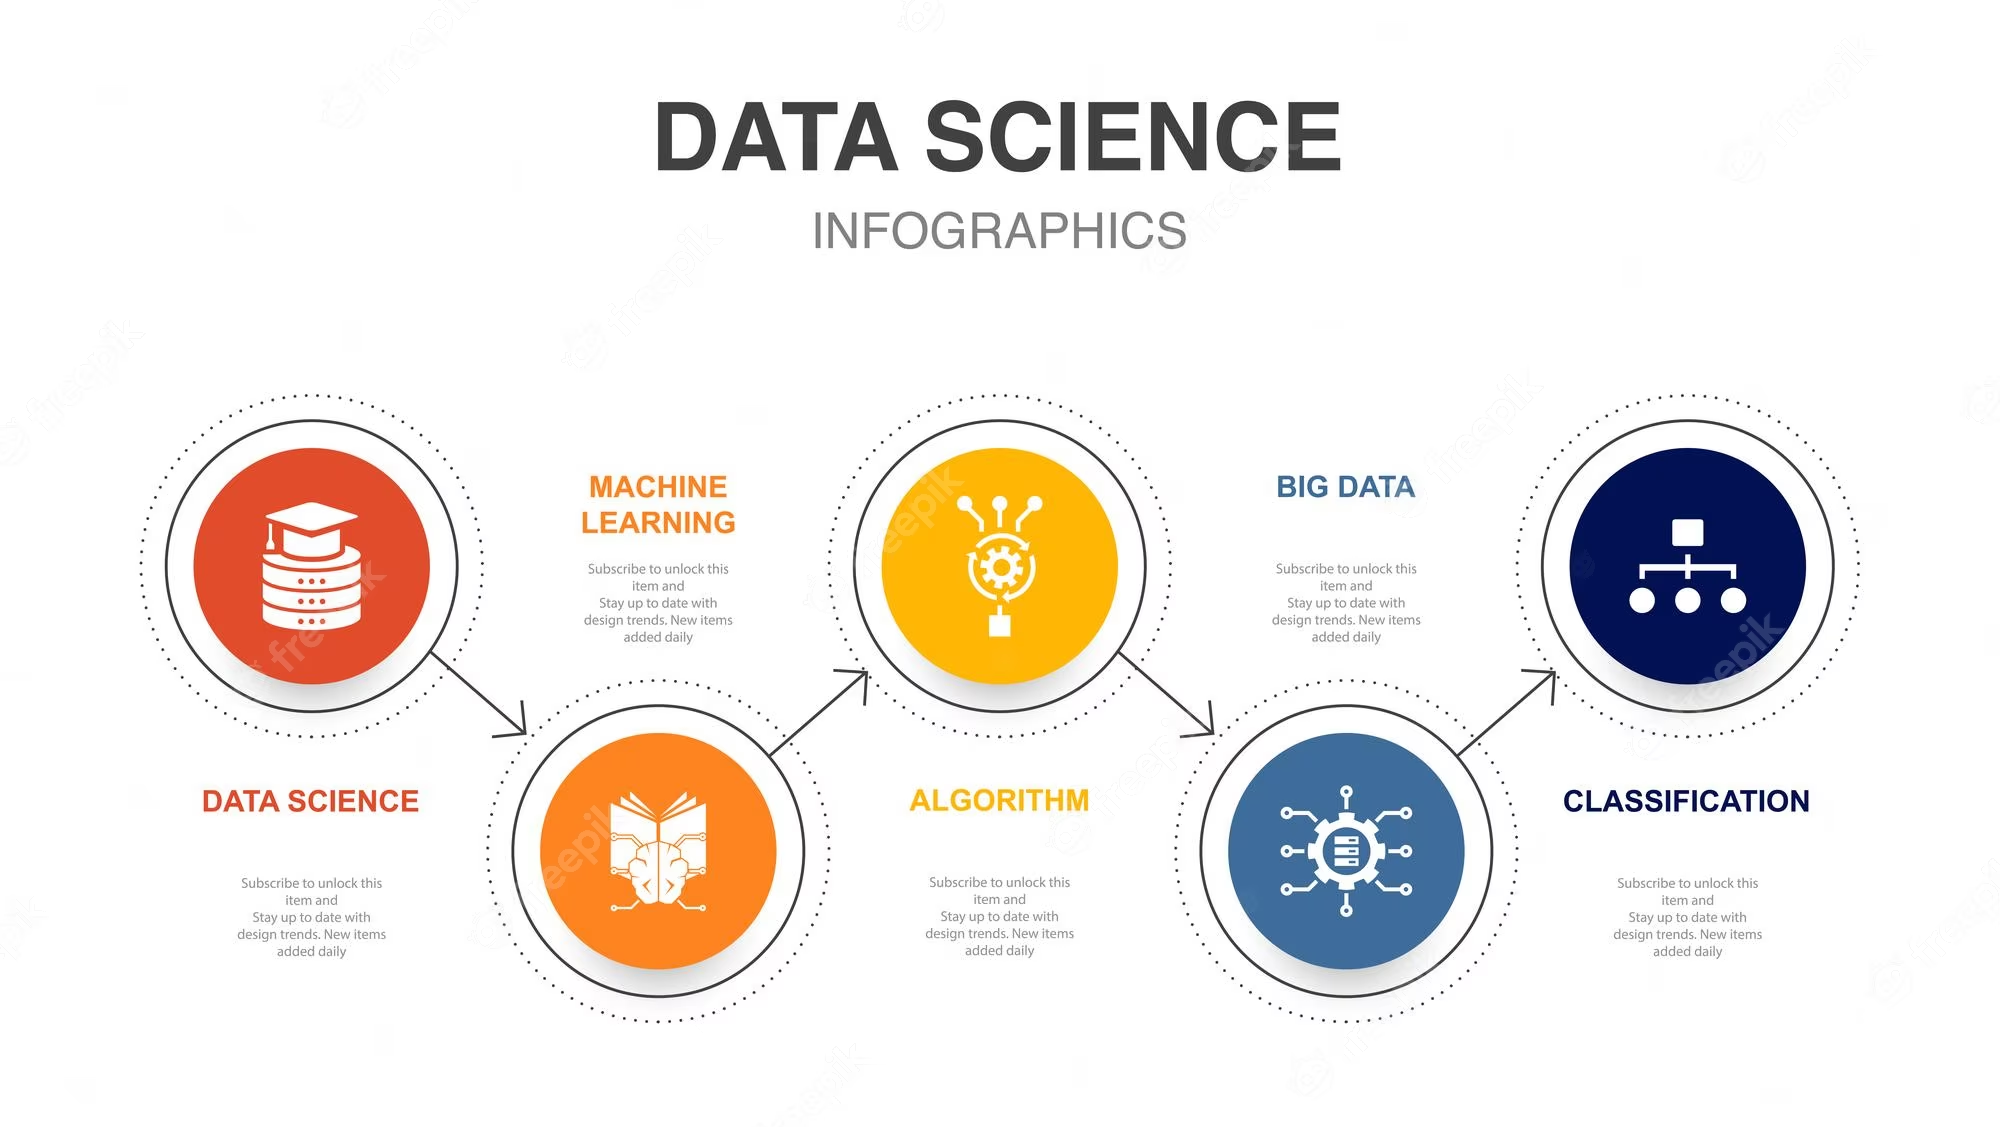 DATA SCIENCE
INFOGRAPHICS
DATA SCIENCE
Subscribe to unlock this
item and
Stay up to date with
design trends. New items
added daily
MACHINE
LEARNING
Subscribe to unlock this
item and
Stay up to date with
design trends. New items
added daily
ALGORITHM
Subscribe to unlock this
item and
Stay up to date with
design trends. New items
added daily
BIG DATA
Subscribe to unlock this
item and
Stay up to date with
design trends. New items
added daily
CLASSIFICATION
Subscribe to unlock this
item and
Stay up to date with
design trends. New items
added daily
freepik